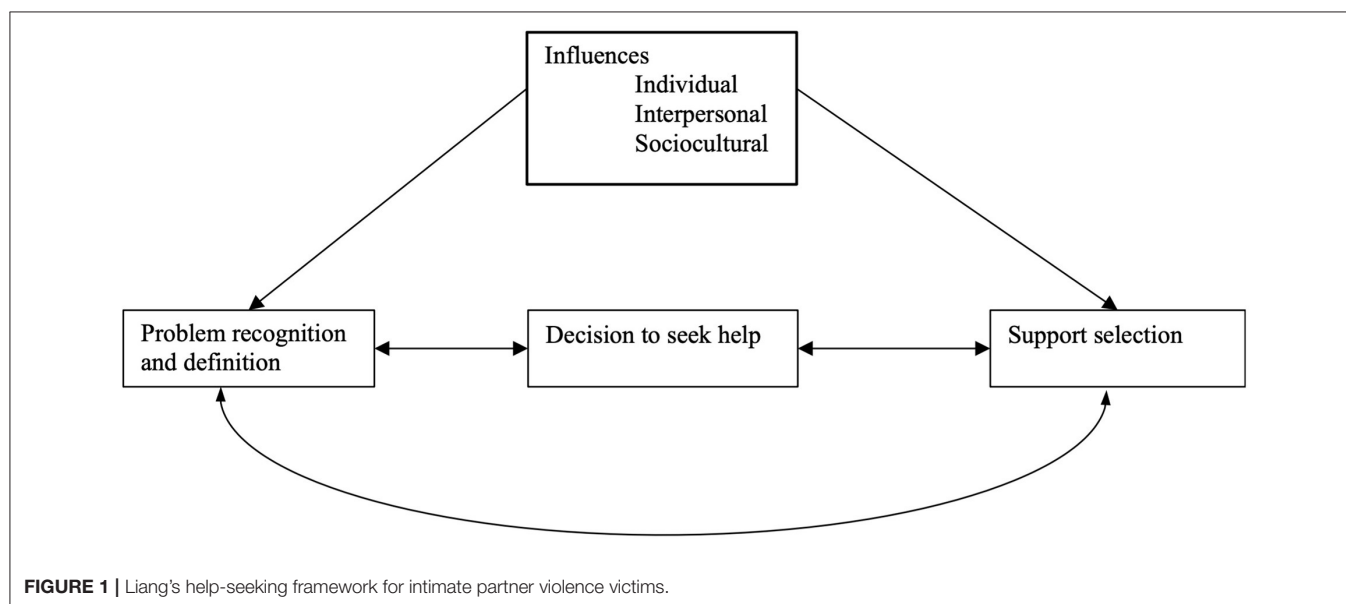 Influences
Individual
Interpersonal
Sociocultural
Problem recognition
and definition
Decision to seek help
Support selection
FIGURE 1 | Liang's help-seeking framework for intimate partner violence victims.